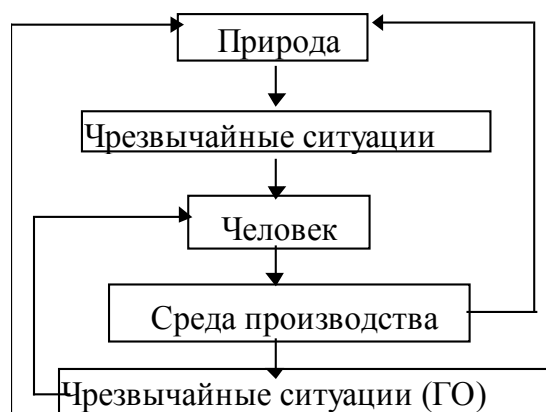 Природа
Чрезвычайные ситуации
Человек
Среда производства
Чрезвычайные ситуации (ГО)